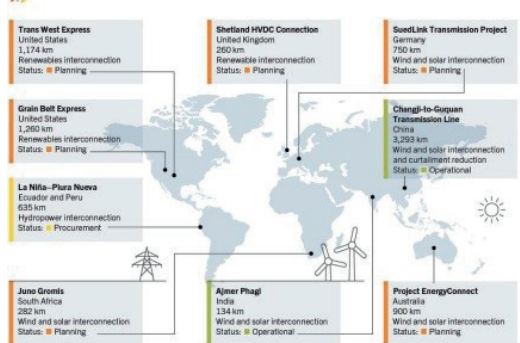 Trans West Express
United States
1,174 km
Renewables interconnection
Status: Planning
Shetland HVDC Connection
United Kingdom
260 km
Renewable interconnection
Status: Planning
SuedLink Transmission Project
Germany
750 km
Wind and solar interconnection
Status: Planning
Grain Belt Express
United States
1,260 km
Renewables interconnection
Status: Planning
Changji-to-Guquan
Transmission Line
China
3,293 km
Wind and solar interconnection
and curtailment reduction
Status: Operational
La Niña–Piura Nueva
Ecuador and Peru
635 km
Hydropower interconnection
Status: Procurement
Juno Gromis
South Africa
282 km
Wind and solar interconnection
Status: Planning
Ajmer Phagi
India
134 km
Wind and solar interconnection
Status: Operational
Project EnergyConnect
Australia
900 km
Wind and solar interconnection
Status: Planning